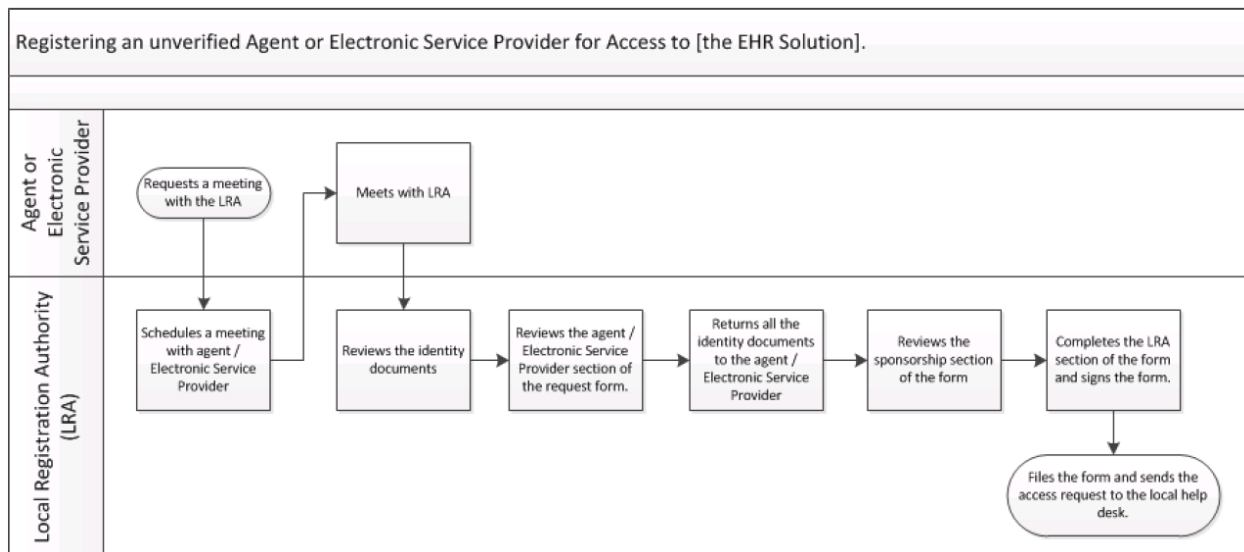 Registering an unverified Agent or Electronic Service Provider for Access to [the EHR Solution].
Agent or
Electronic
Service Provider
Requests a meeting
with the LRA
Meets with LRA
Local Registration Authority
(LRA)
Schedules a meeting
with agent /
Electronic Service
Provider
Reviews the identity
documents
Reviews the agent /
Electronic Service
Provider section of
the request form.
Returns all the
identity documents
to the agent /
Electronic Service
Provider
Reviews the
sponsorship section
of the form
Completes the LRA
section of the form
and signs the form.
Files the form and sends the
access request to the local help
desk.